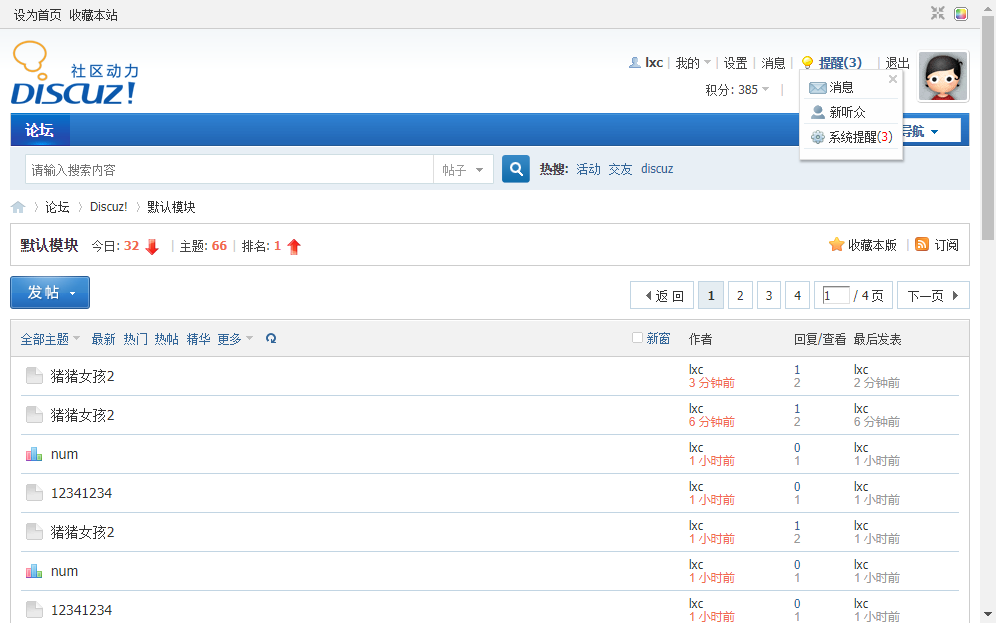 设为首页 收藏本站
社区动力
DISCUZ!
lxc 我的 设置 消息 提醒(3) 退出
积分: 385
消息
新听众
系统提醒(3)
论坛 导航
请输入搜索内容 帖子 热搜: 活动 交友 discuz
论坛 Discuz! 默认模块
默认模块 今日: 32 主题: 66 排名: 1 收藏本版 订阅
发帖 返回 1 2 3 4 1 / 4 页 下一页
全部主题 最新 热门 热帖 精华 更多 新窗 作者 回复/查看 最后发表
猪猪女孩2 lxc 1 lxc
3 分钟前 2 2 分钟前
猪猪女孩2 lxc 1 lxc
6 分钟前 2 6 分钟前
num lxc 0 lxc
1 小时前 1 1 小时前
12341234 lxc 0 lxc
1 小时前 1 1 小时前
猪猪女孩2 lxc 1 lxc
1 小时前 2 1 小时前
num lxc 0 lxc
1 小时前 1 1 小时前
12341234 lxc 0 lxc
1 小时前 1 1 小时前